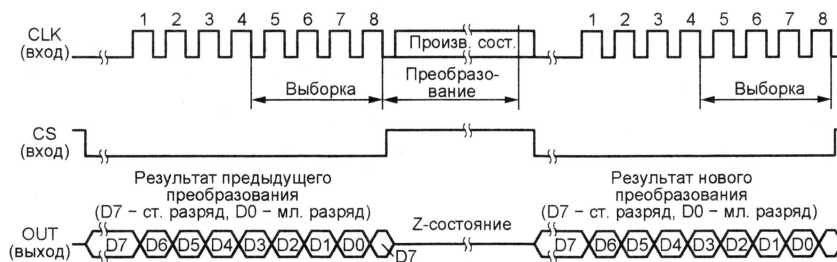 1 2 3 4 5 6 7 8 1 2 3 4 5 6 7 8
CLK
(вход)
Произв. сост.
Выборка
Преобразо-
вание
Выборка
CS
(вход)
Результат предыдущего
преобразования
(D7 – ст. разряд, D0 – мл. разряд)
Результат нового
преобразования
(D7 – ст. разряд, D0 – мл. разряд)
OUT
(выход)
D7 D6 D5 D4 D3 D2 D1 D0
D7
Z-состояние
D7 D6 D5 D4 D3 D2 D1 D0